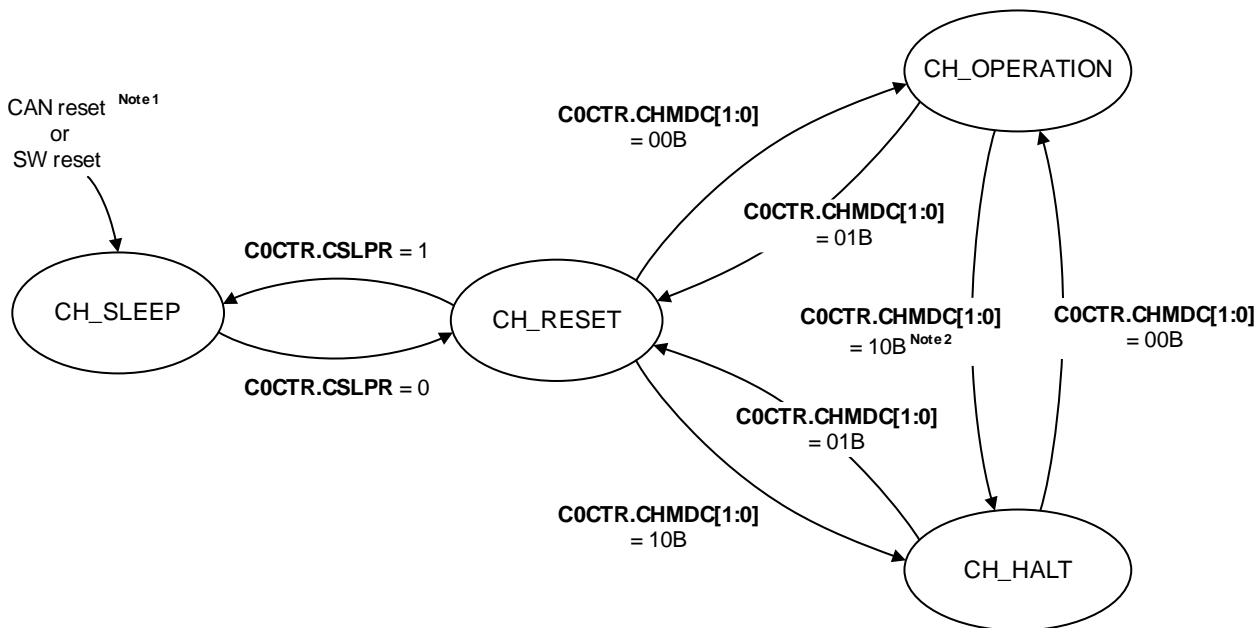 CH_OPERATION
CAN reset Note 1
or
SW reset
C0CTR.CHMDC[1:0]
= 00B
C0CTR.CHMDC[1:0]
= 01B
C0CTR.CSLPR = 1
CH_SLEEP
CH_RESET
C0CTR.CHMDC[1:0]
= 10B Note 2
C0CTR.CHMDC[1:0]
= 00B
C0CTR.CSLPR = 0
C0CTR.CHMDC[1:0]
= 01B
C0CTR.CHMDC[1:0]
= 10B
CH_HALT